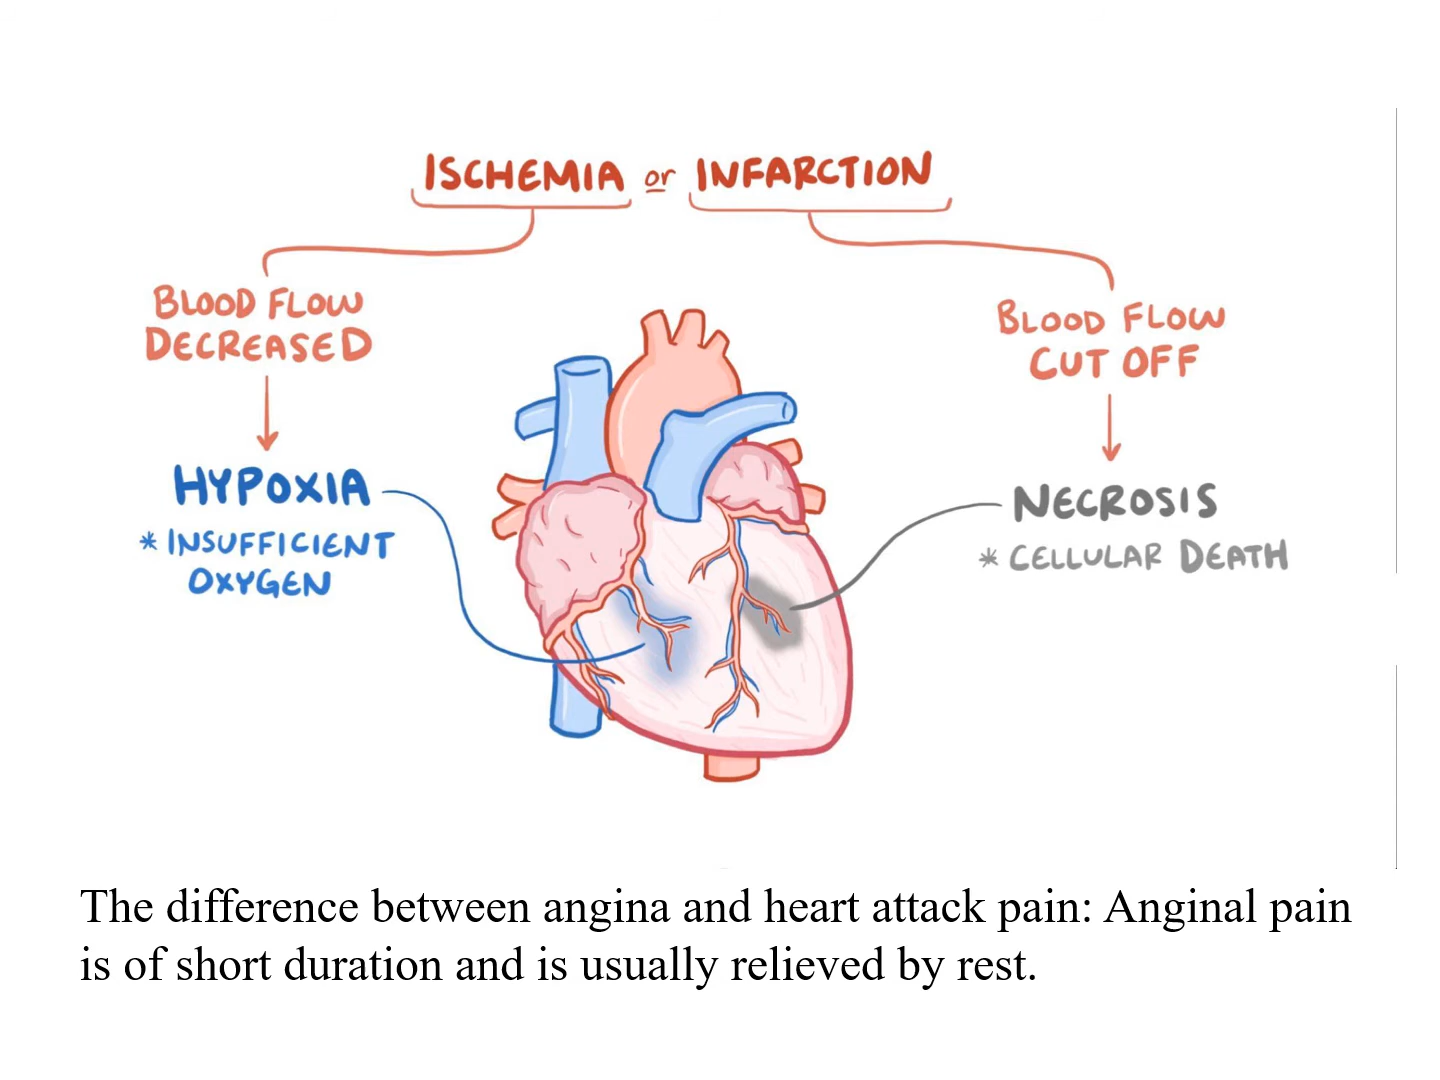 ISCHEMIA or INFARCTION
BLOOD FLOW
DECREASED
HYPOXIA
* INSUFFICIENT
OXYGEN
BLOOD FLOW
CUT OFF
NECROSIS
* CELLULAR DEATH
The difference between angina and heart attack pain: Anginal pain
is of short duration and is usually relieved by rest.